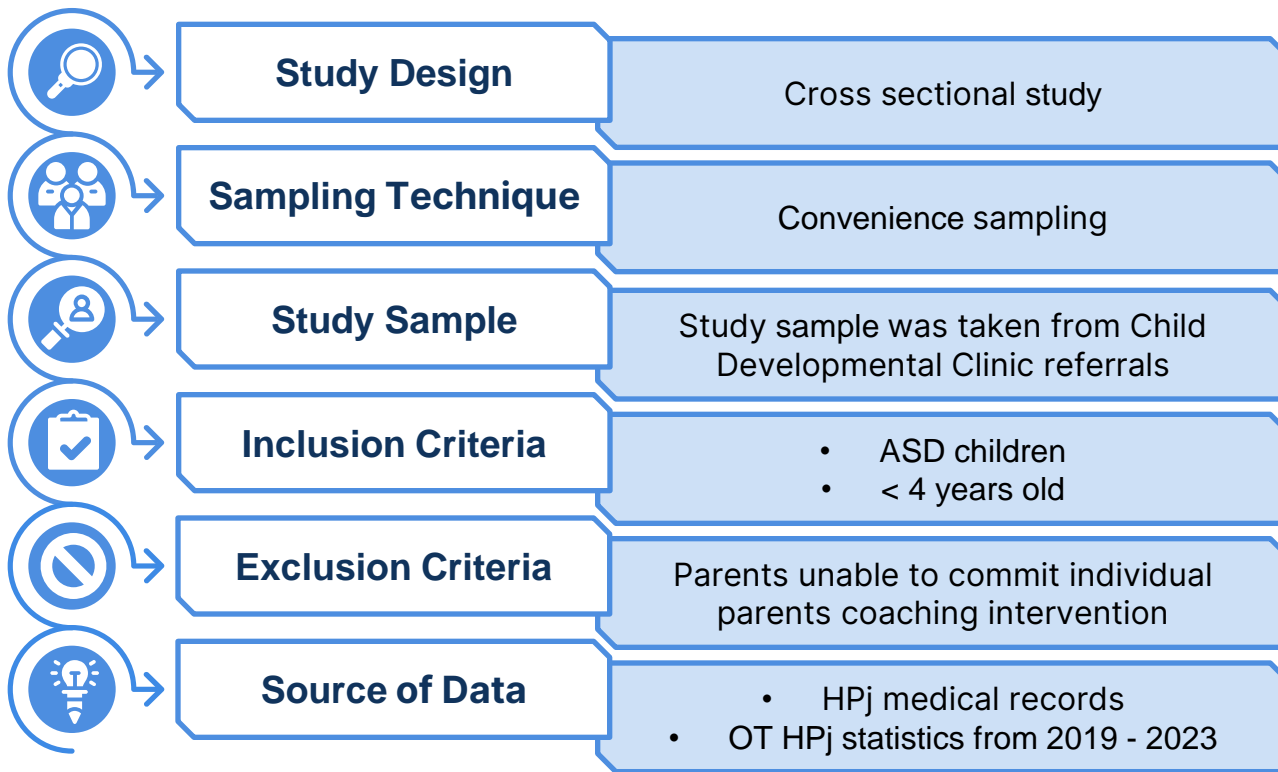 Study Design
Cross sectional study
Sampling Technique
Convenience sampling
Study Sample
Study sample was taken from Child
Developmental Clinic referrals
Inclusion Criteria
• ASD children
• < 4 years old
Exclusion Criteria
Parents unable to commit individual
parents coaching intervention
Source of Data
• HPj medical records
• OT HPj statistics from 2019 - 2023